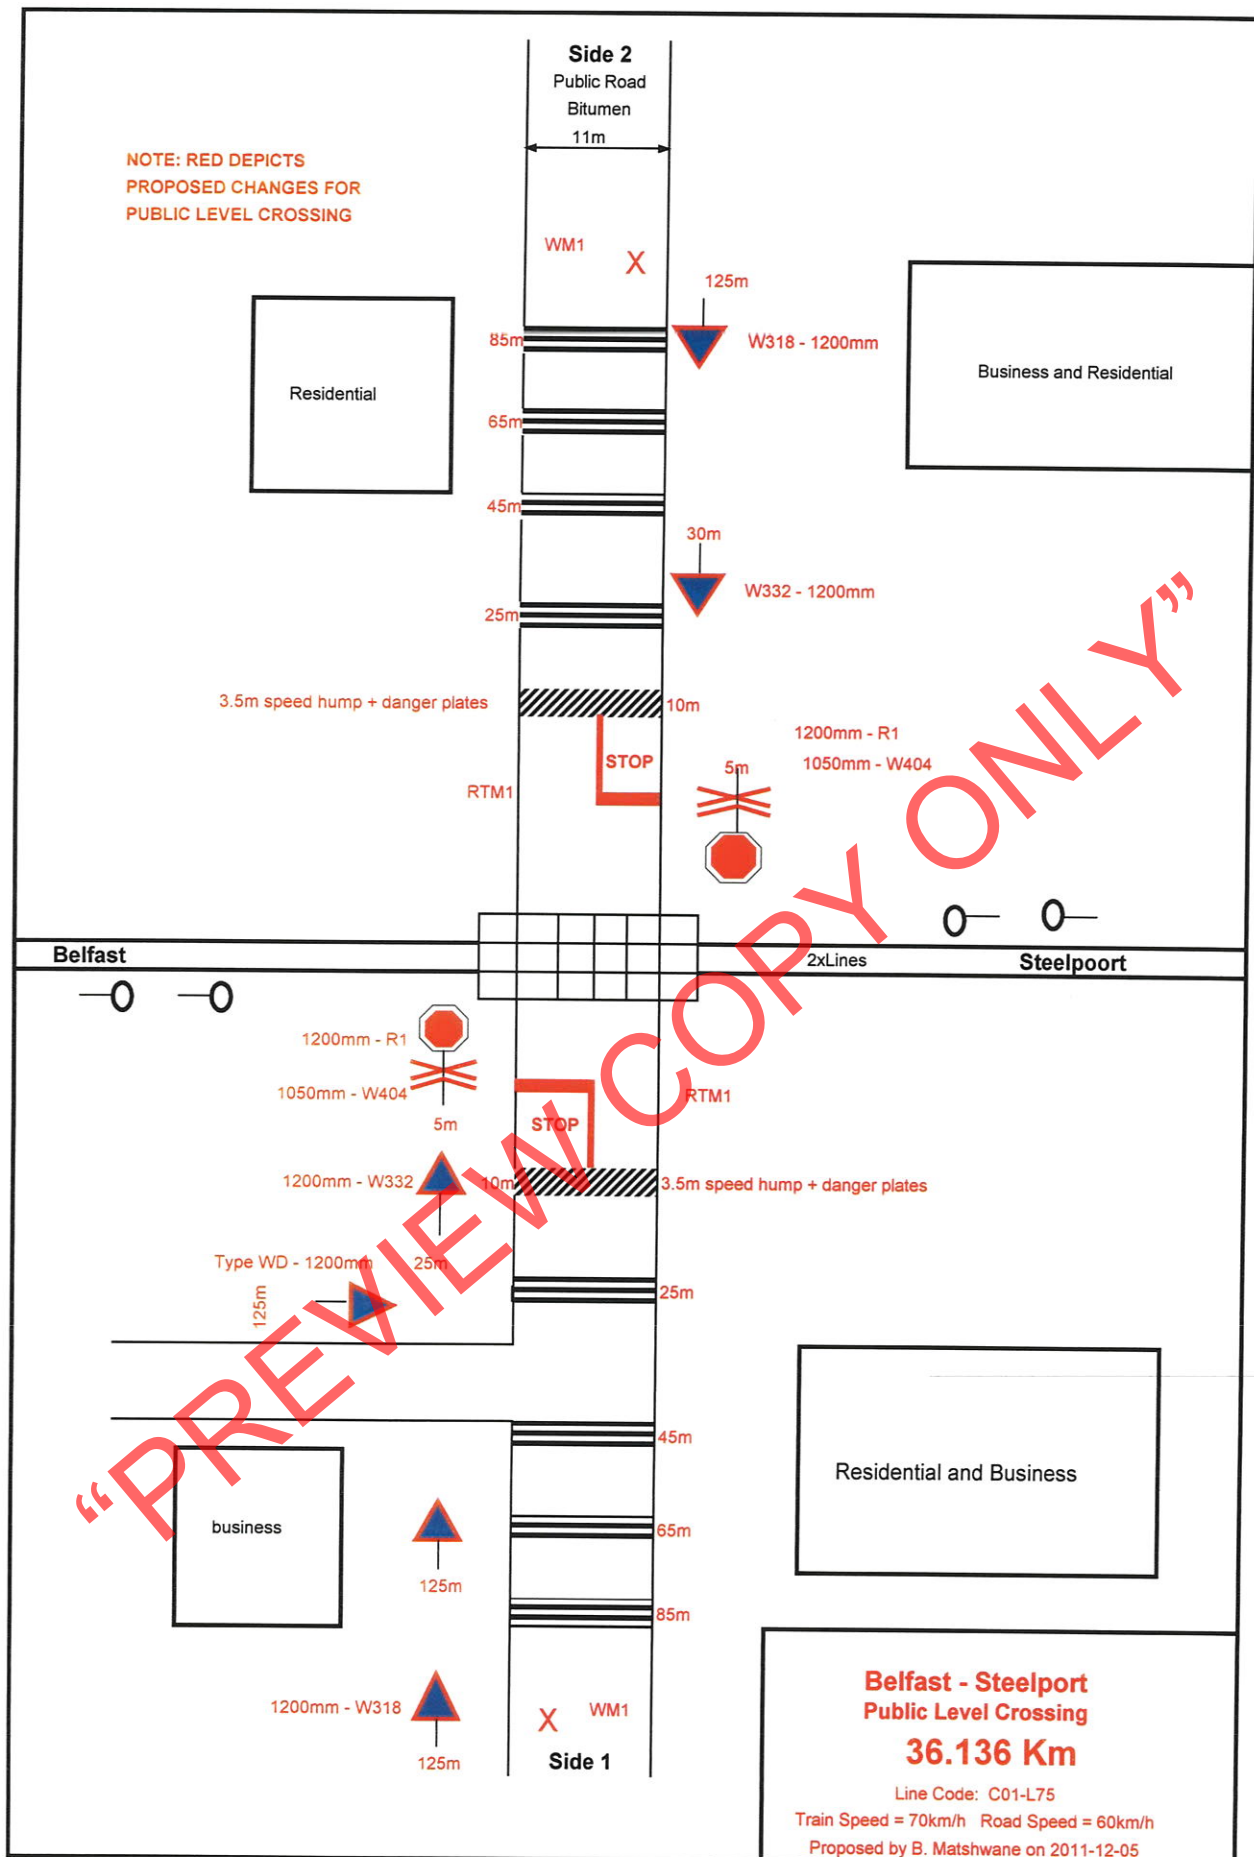 Side 2
Public Road
Bitumen
11m
NOTE: RED DEPICTS
PROPOSED CHANGES FOR
PUBLIC LEVEL CROSSING
WM1
X
125m
85m
W318 - 1200mm
Residential
Business and Residential
65m
45m
30m
W332 - 1200mm
25m
3.5m speed hump + danger plates
10m
1200mm - R1
STOP
5m
1050mm - W404
RTM1
Belfast
2xLines
Steelpoort
1200mm - R1
1050mm - W404
RTM1
5m
STOP
1200mm - W332
10m
3.5m speed hump + danger plates
Type WD - 1200mm
25m
125m
25m
45m
Residential and Business
business
65m
125m
85m
1200mm - W318
X
WM1
125m
Side 1
Belfast - Steelport
Public Level Crossing
36.136 Km
Line Code: C01-L75
Train Speed = 70km/h Road Speed = 60km/h
Proposed by B. Matshwane on 2011-12-05
“PREVIEW COPY ONLY”